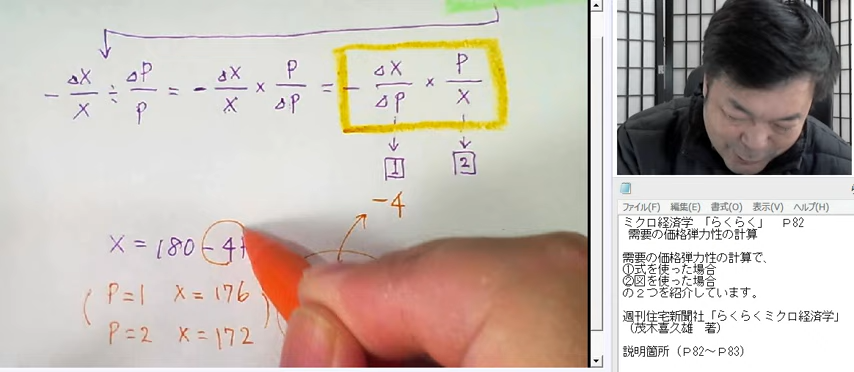 - ΔX/X ÷ ΔP/P = - ΔX/X × P/ΔP = - ΔX/ΔP × P/X
1 2
-4
X = 180 - 4
P=1 X = 176
P=2 X = 172
ファイル(F) 編集(E) 書式(O) 表示(V) ヘルプ(H)
ミクロ経済学 「らくらく」 P82
需要の価格弾力性の計算
需要の価格弾力性の計算で、
①式を使った場合
②図を使った場合
の2つを紹介しています。
週刊住宅新聞社「らくらくミクロ経済学」
(茂木喜久雄 著)
説明箇所(P82~P83)